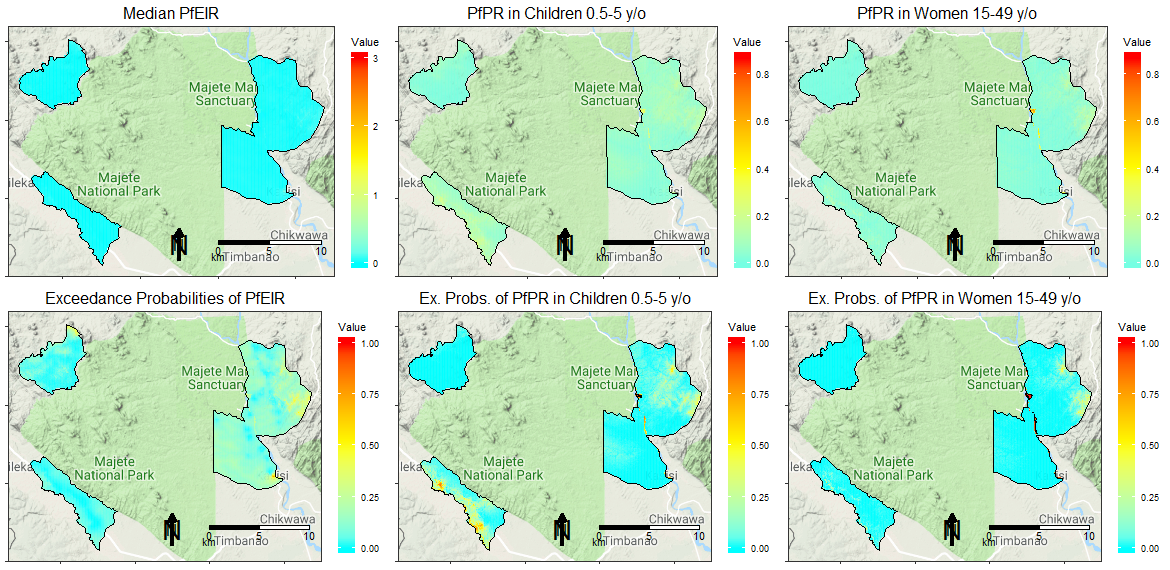 Median PfEIR
Value
3
2
1
0
Majete Ma
Sanctuary
Majete
National Park
ileka
isi
N
Chikwawa
0 5 10
km
Timbanao
PfPR in Children 0.5-5 y/o
Value
0.8
0.6
0.4
0.2
0.0
Majete Mal
Sanctuary
Majete
National Park
ileka
si
N
Chikwawa
0 5 10
km
Timbanao
PfPR in Women 15-49 y/o
Value
0.8
0.6
0.4
0.2
0.0
Majete Mal
Sanctuary
Majete
National Park
ileka
si
N
Chikwawa
0 5 10
km
Timbanao
Exceedance Probabilities of PfEIR
Value
1.00
0.75
0.50
0.25
0.00
Majete Ma
Sanctuary
Majete
National Park
ileka
isi
N
Chikwawa
0 5 10
km
Timbanao
Ex. Probs. of PfPR in Children 0.5-5 y/o
Value
1.00
0.75
0.50
0.25
0.00
Majete Mal
Sanctuary
Majete
National Park
ileka
isi
N
Chikwawa
0 5 10
km
Timbanao
Ex. Probs. of PfPR in Women 15-49 y/o
Value
1.00
0.75
0.50
0.25
0.00
Majete Mal
Sanctuary
Majete
National Park
ileka
isi
N
Chikwawa
0 5 10
km
Timbanao